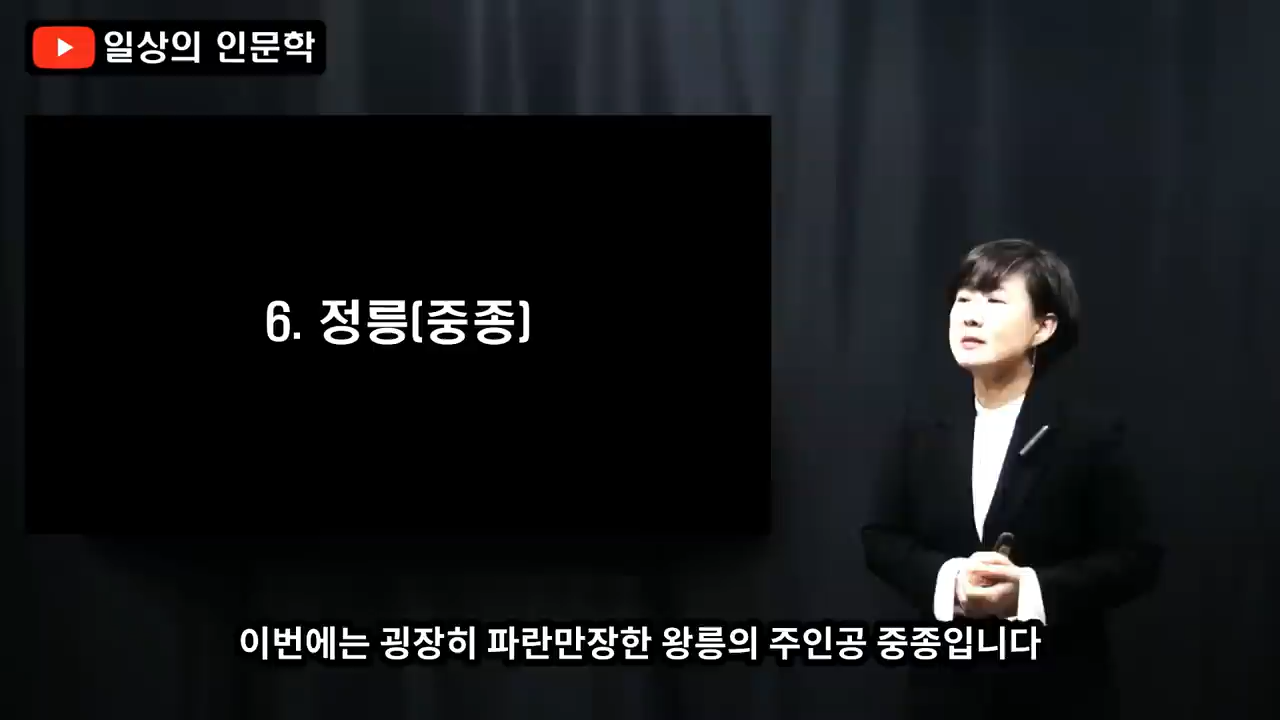 일상의 인문학
6. 정릉(중종)
이번에는 굉장히 파란만장한 왕릉의 주인공 중종입니다